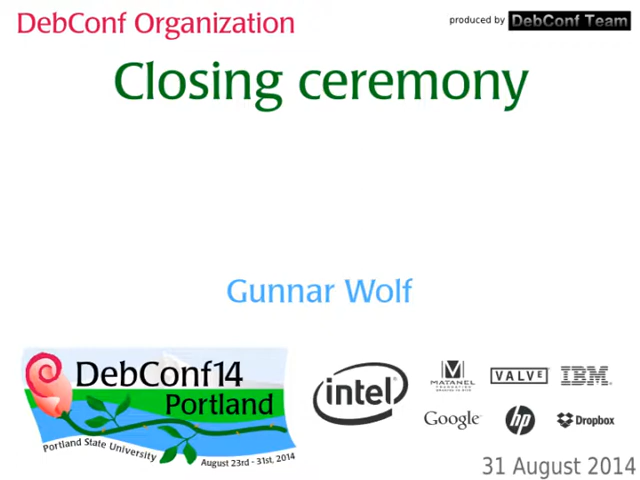 DebConf Organization
produced by DebConf Team
Closing ceremony
Gunnar Wolf
DebConf14
Portland
Portland State University
August 23rd - 31st, 2014
intel
MATANEL
FOUNDATION
VALVE
IBM
Google
hp
Dropbox
31 August 2014